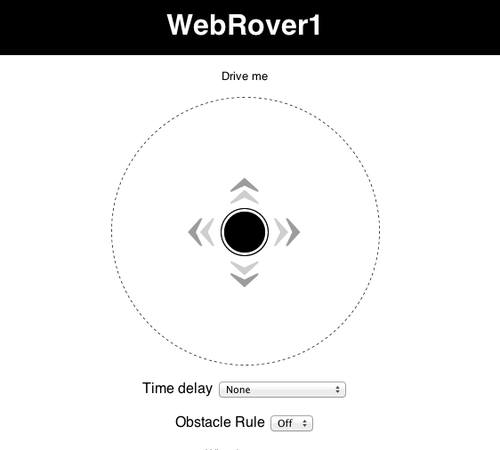 WebRover1
Drive me
Time delay None
Obstacle Rule Off